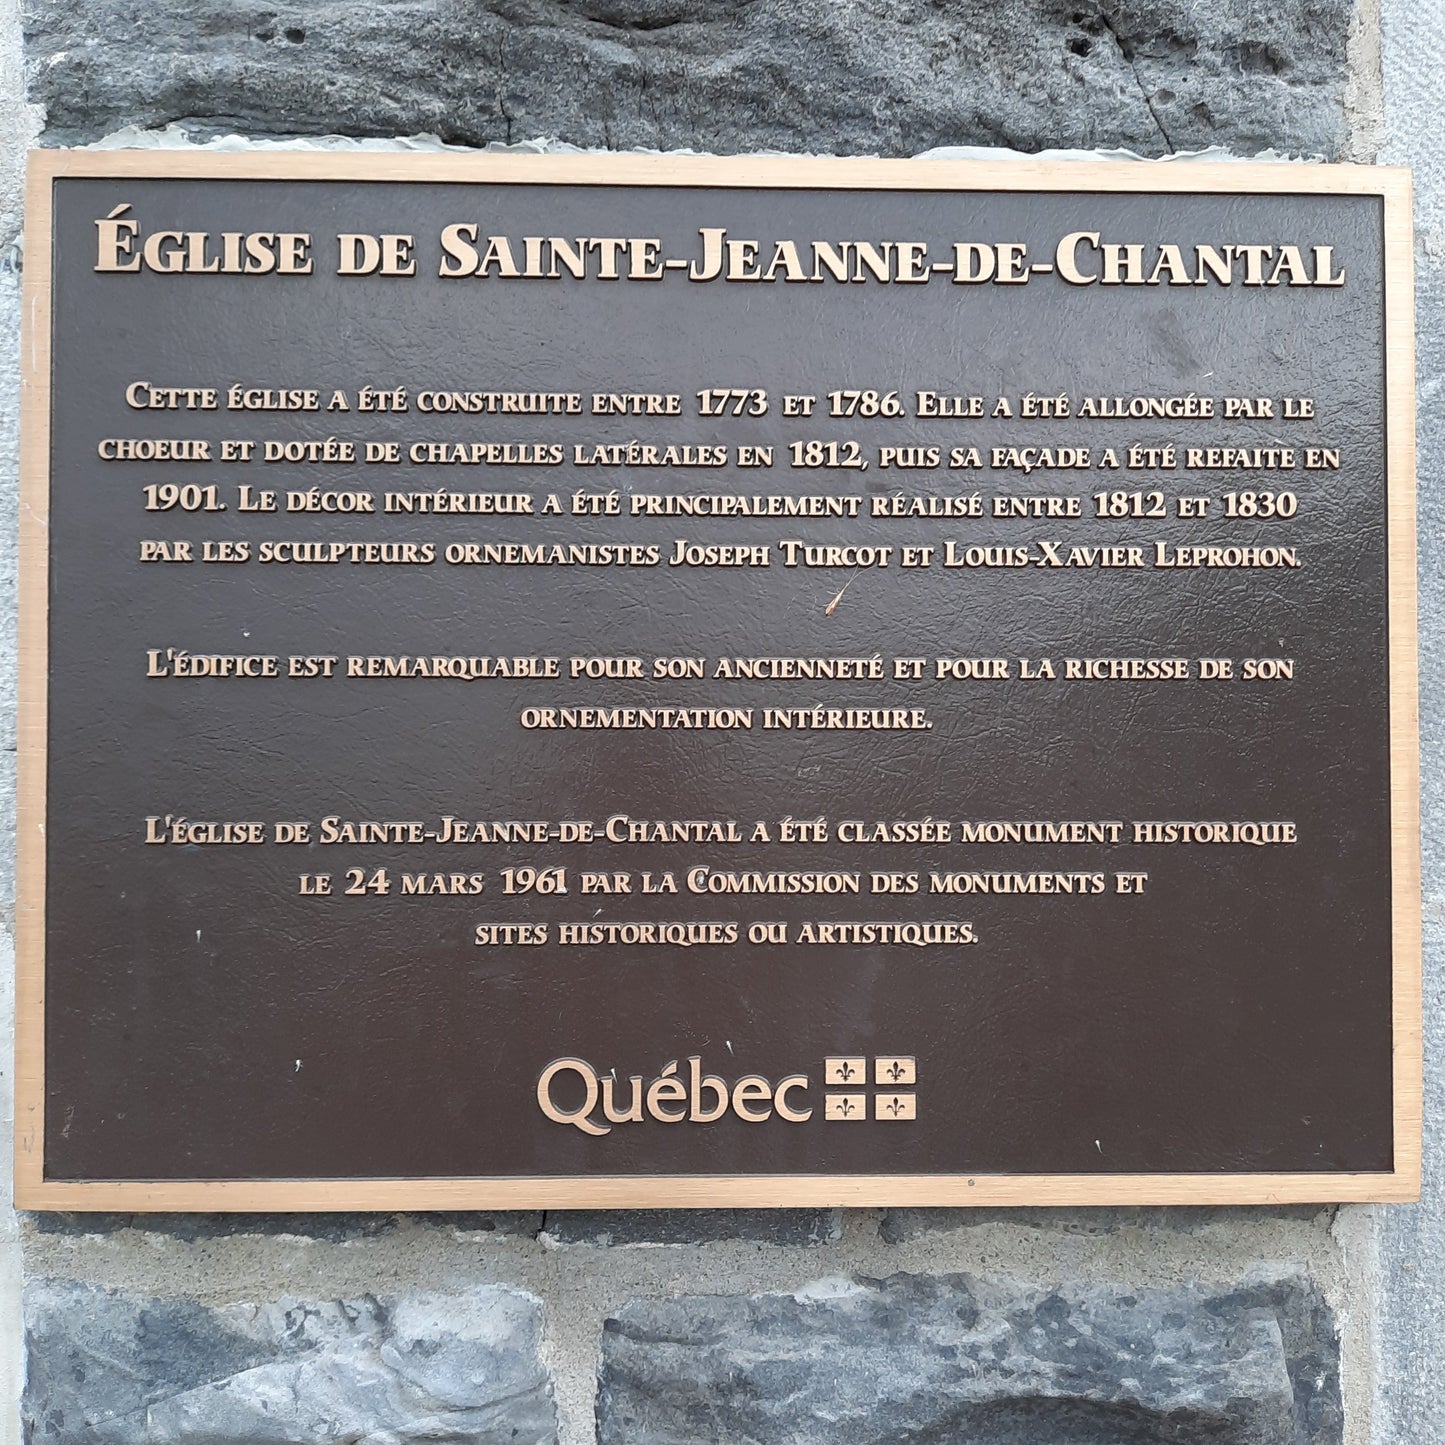 Église de Sainte-Jeanne-de-Chantal
Cette église a été construite entre 1773 et 1786. Elle a été allongée par le
choeur et dotée de chapelles latérales en 1812, puis sa façade a été refaite en
1901. Le décor intérieur a été principalement réalisé entre 1812 et 1830
par les sculpteurs ornemanistes Joseph Turcot et Louis-Xavier Leprohon.
L'édifice est remarquable pour son ancienneté et pour la richesse de son
ornementation intérieure.
L'église de Sainte-Jeanne-de-Chantal a été classée monument historique
le 24 mars 1961 par la Commission des monuments et
sites historiques ou artistiques.
Québec